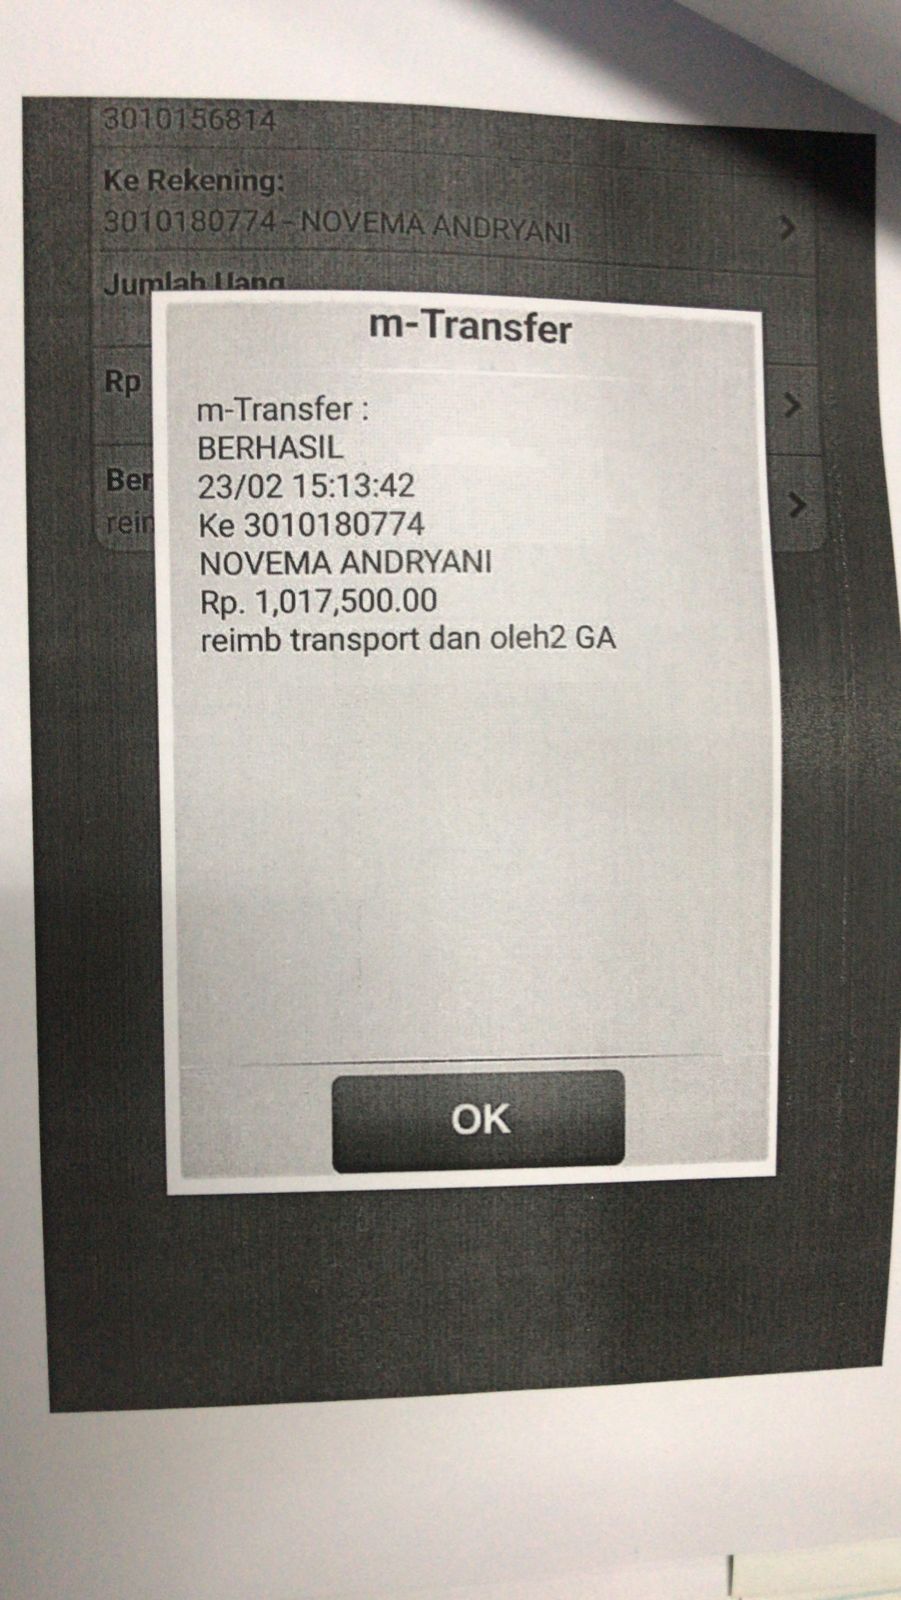 3010156814
Ke Rekening:
3010180774 - NOVEMA ANDRYANI
Jumlah Uang
Rp
Ber
rein
m-Transfer
m-Transfer :
BERHASIL
23/02 15:13:42
Ke 3010180774
NOVEMA ANDRYANI
Rp. 1,017,500.00
reimb transport dan oleh2 GA
OK